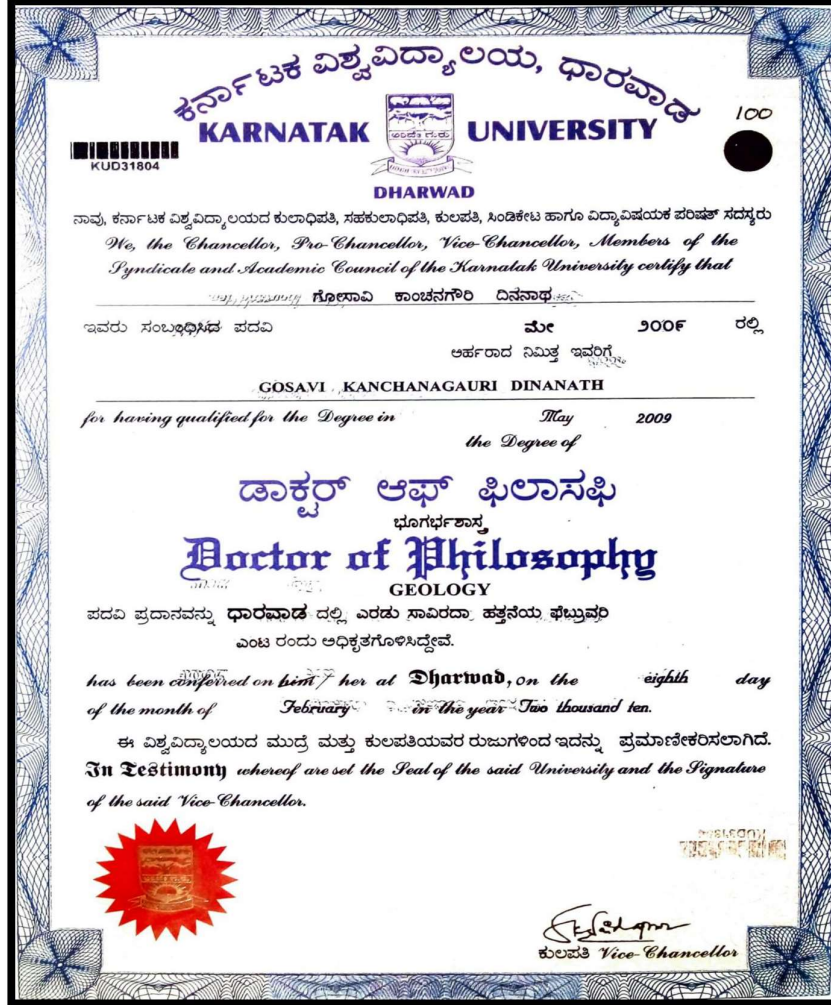 ಕರ್ನಾಟಕ ವಿಶ್ವವಿದ್ಯಾಲಯ, ಧಾರವಾಡ
100
KARNATAK UNIVERSITY
KUD31804
DHARWAD
ನಾವು, ಕರ್ನಾಟಕ ವಿಶ್ವವಿದ್ಯಾಲಯದ ಕುಲಾಧಿಪತಿ, ಸಹಕುಲಾಧಿಪತಿ, ಕುಲಪತಿ, ಸಿಂಡಿಕೇಟ ಹಾಗೂ ವಿದ್ಯಾವಿಷಯಕ ಪರಿಷತ್ ಸದಸ್ಯರು
We, the Chancellor, Pro-Chancellor, Vice-Chancellor, Members of the
Syndicate and Academic Council of the Karnatak University certify that
ಗೋಸಾವಿ ಕಾಂಚನಗೌರಿ ದಿನನಾಥ
ಇವರು ಸಂಬಂಧಿಸಿದ ಪದವಿ ಮೇ ೨೦೦೯ ರಲ್ಲಿ
ಅರ್ಹರಾದ ನಿಮಿತ್ತ ಇವರಿಗೆ
GOSAVI KANCHANAGAURI DINANATH
for having qualified for the Degree in May 2009
the Degree of
ಡಾಕ್ಟರ್ ಆಫ್ ಫಿಲಾಸಫಿ
ಭೂಗರ್ಭಶಾಸ್ತ್ರ
Doctor of Philosophy
GEOLOGY
ಪದವಿ ಪ್ರದಾನವನ್ನು ಧಾರವಾಡ ದಲ್ಲಿ ಎರಡು ಸಾವಿರದಾ ಹತ್ತನೆಯ ಫೆಬ್ರುವರಿ
ಎಂಟ ರಂದು ಅಧಿಕೃತಗೊಳಿಸಿದ್ದೇವೆ.
has been conferred on him / her at Dharwad, on the eighth day
of the month of February in the year Two thousand ten.
ಈ ವಿಶ್ವವಿದ್ಯಾಲಯದ ಮುದ್ರೆ ಮತ್ತು ಕುಲಪತಿಯವರ ರುಜುಗಳಿಂದ ಇದನ್ನು ಪ್ರಮಾಣೀಕರಿಸಲಾಗಿದೆ.
In Testimony whereof are set the Seal of the said University and the Signature
of the said Vice-Chancellor.
ಕುಲಪತಿ Vice-Chancellor